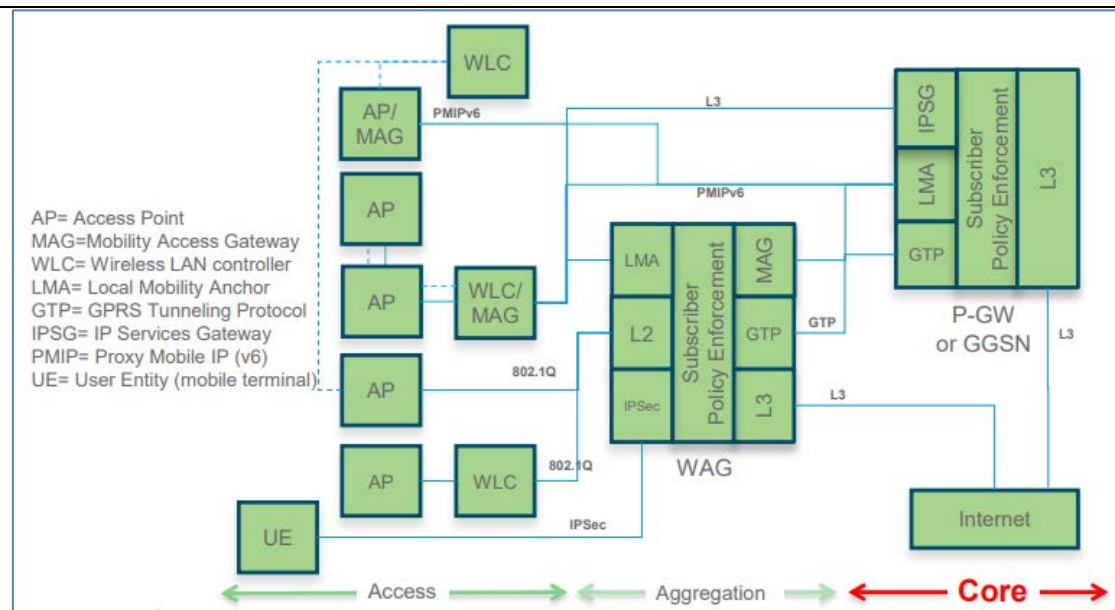 WLC
AP/
MAG
PMIPv6
L3
IPSG
LMA
GTP
Subscriber
Policy Enforcement
L3
P-GW
or GGSN
AP
PMIPv6
AP= Access Point
MAG=Mobility Access Gateway
WLC= Wireless LAN controller
LMA= Local Mobility Anchor
GTP= GPRS Tunneling Protocol
IPSG= IP Services Gateway
PMIP= Proxy Mobile IP (v6)
UE= User Entity (mobile terminal)
AP
WLC/
MAG
LMA
L2
IPSec
Subscriber
Policy Enforcement
MAG
GTP
L3
WAG
GTP
L3
L3
AP
802.1Q
AP
WLC
802.1Q
UE
IPSec
Internet
Access
Aggregation
Core